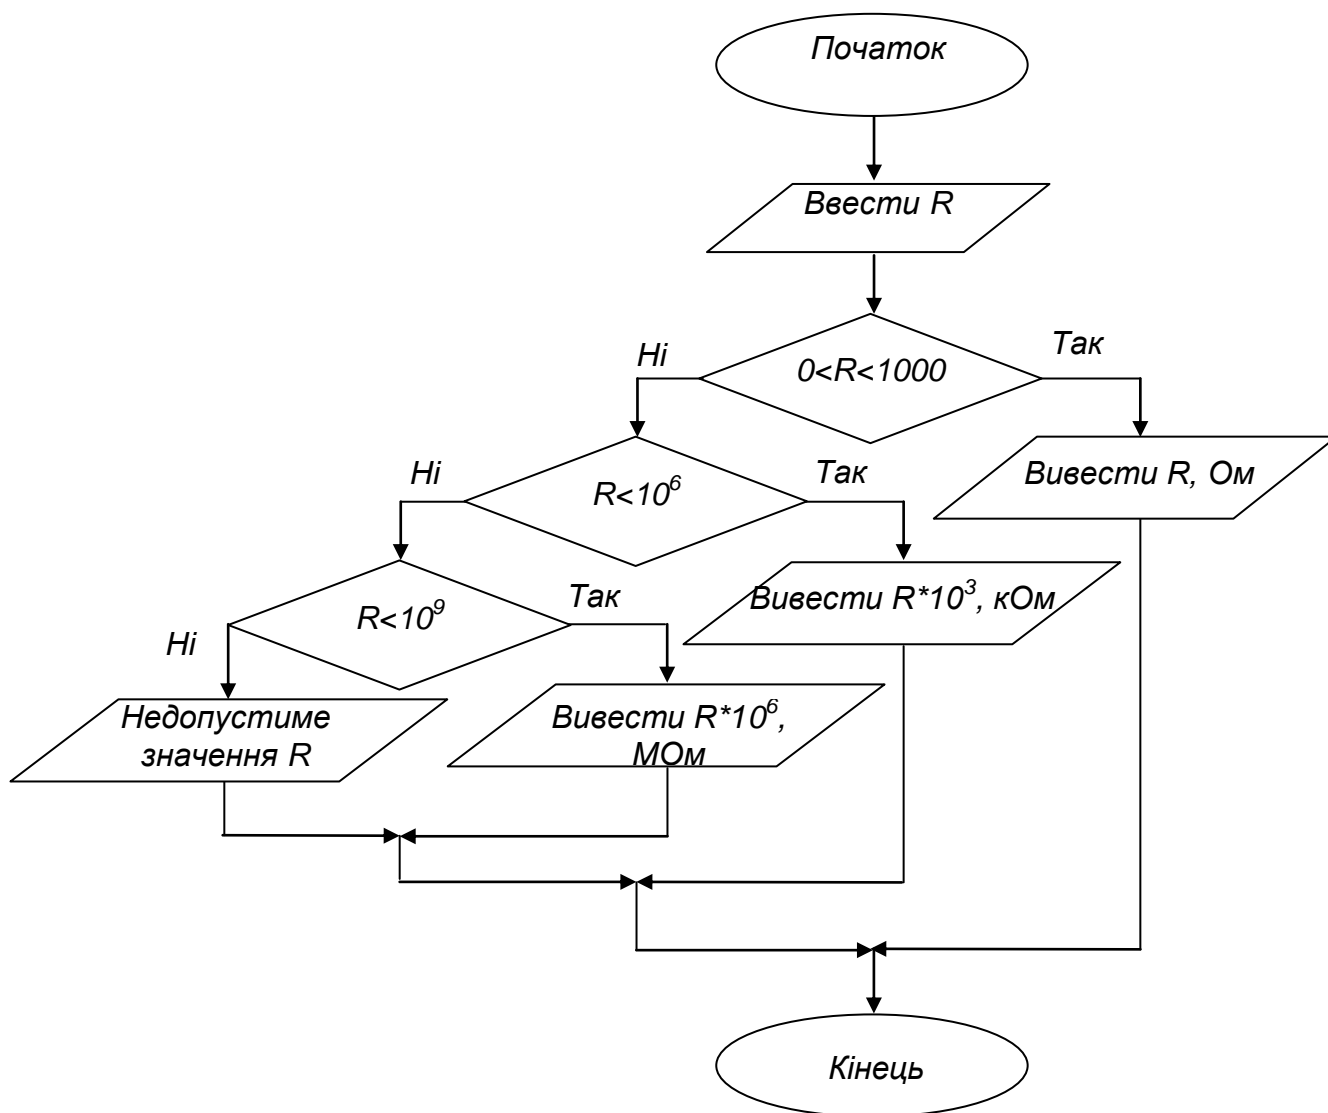 Початок
Ввести R
Ні
Так
0<R<1000
Ні
Так
R<10⁶
Вивести R, Ом
R<10⁹
Так
Вивести R*10³, кОм
Ні
Недопустиме
значення R
Вивести R*10⁶,
МОм
Кінець